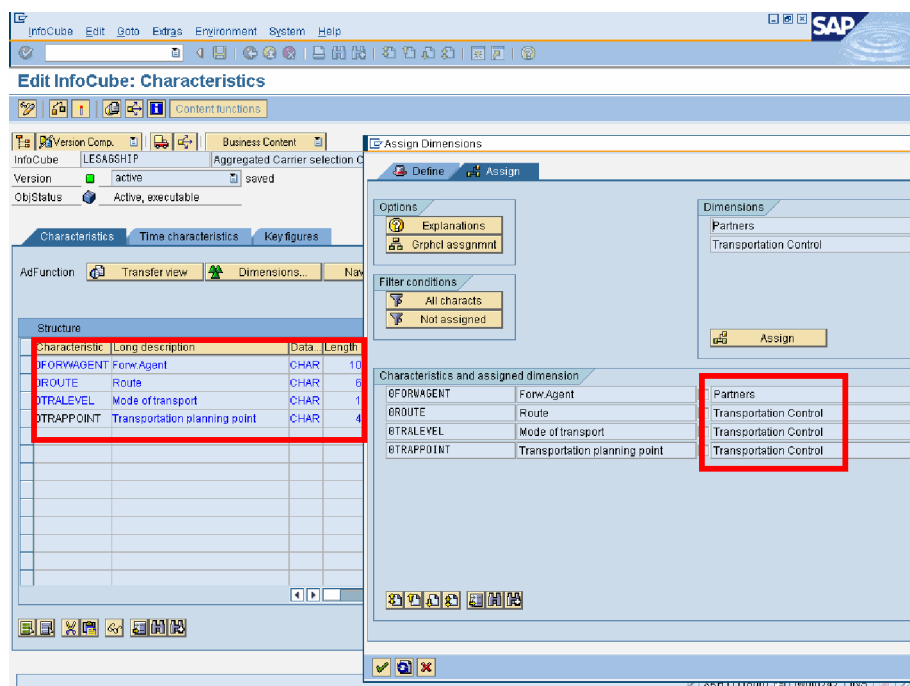 InfoCube Edit Goto Extras Environment System Help
SAP
Edit InfoCube: Characteristics
Content functions
Version Comp. Business Content
InfoCube LESAGSHIP Aggregated Carrier selection C
Version active saved
ObjStatus Active, executable
Characteristics Time characteristics Key figures
AdFunction Transfer view Dimensions... Nav
Structure
Characteristic Long description Data... Length
0FORWAGENT Forw.Agent CHAR 10
0ROUTE Route CHAR 6
0TRALEVEL Mode of transport CHAR 1
0TRAPPOINT Transportation planning point CHAR 4
Assign Dimensions
Define Assign
Options
Explanations
Grphcl assgnmnt
Filter conditions
All characts
Not assigned
Dimensions
Partners
Transportation Control
Assign
Characteristics and assigned dimension
0FORWAGENT Forw.Agent Partners
0ROUTE Route Transportation Control
0TRALEVEL Mode of transport Transportation Control
0TRAPPOINT Transportation planning point Transportation Control